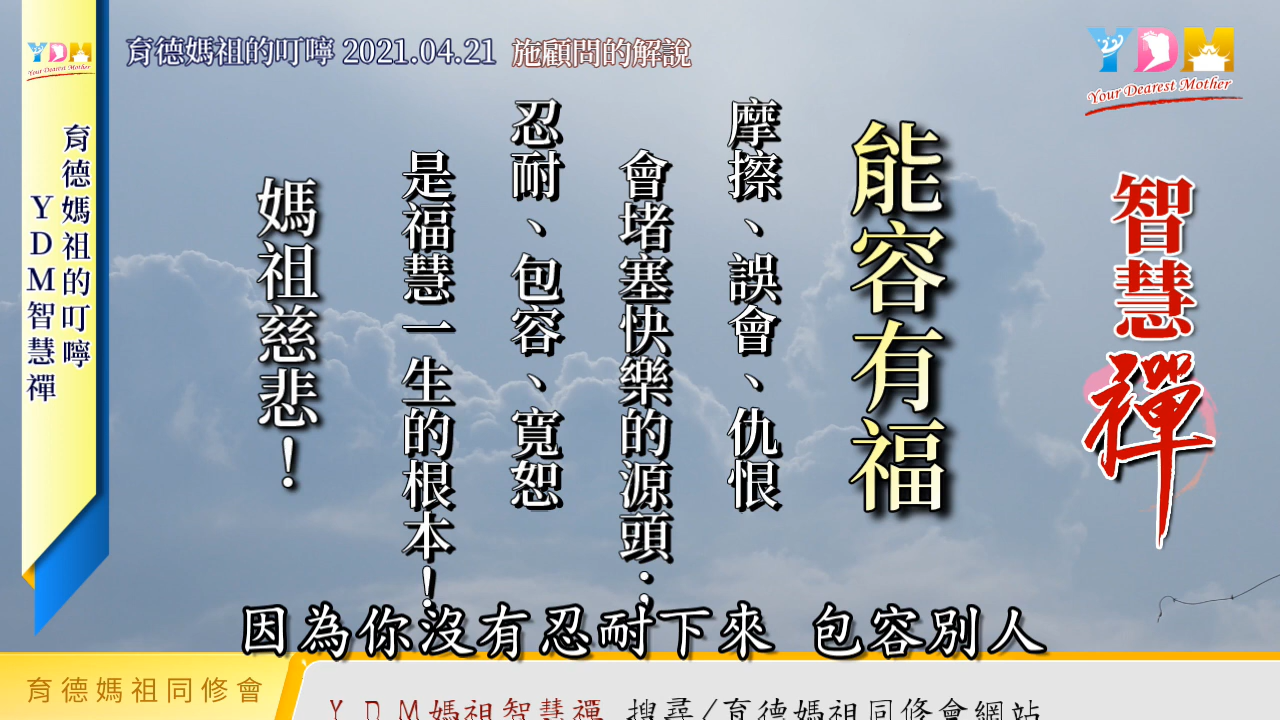 育德媽祖的叮嚀 2021.04.21 施顧問的解說
YDM
Your Dearest Mother
智慧禪
能容有福
摩擦、誤會、仇恨
會堵塞快樂的源頭；
忍耐、包容、寬恕
是福慧一生的根本！
媽祖慈悲！
YDM
Your Dearest Mother
育德媽祖的叮嚀
YDM智慧禪
因為你沒有忍耐下來 包容別人
育德媽祖同修會
YDM媽祖智慧禪 搜尋/育德媽祖同修會網站